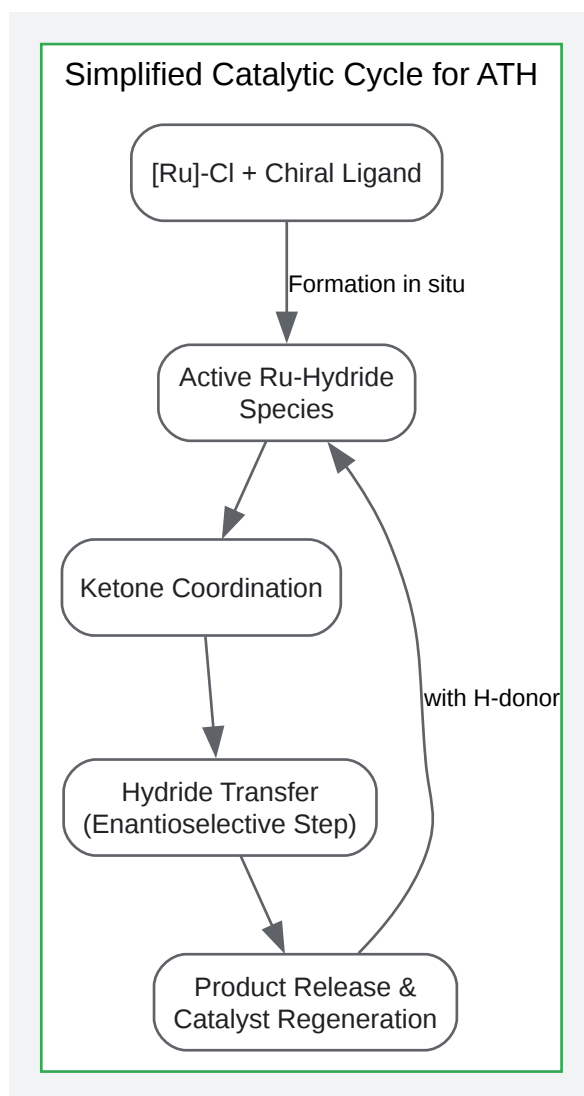 Simplified Catalytic Cycle for ATH
[Ru]-Cl + Chiral Ligand
Formation in situ
Active Ru-Hydride
Species
Ketone Coordination
with H-donor
Hydride Transfer
(Enantioselective Step)
Product Release &
Catalyst Regeneration